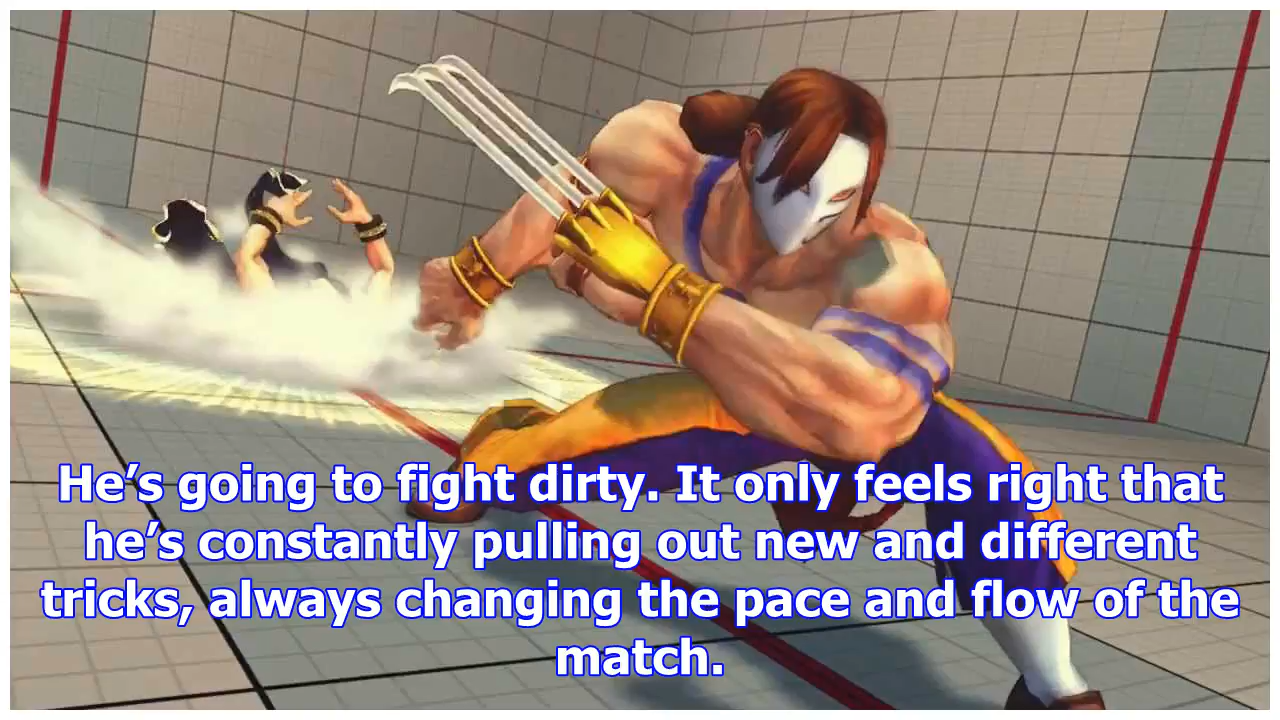 He’s going to fight dirty. It only feels right that
he’s constantly pulling out new and different
tricks, always changing the pace and flow of the
match.